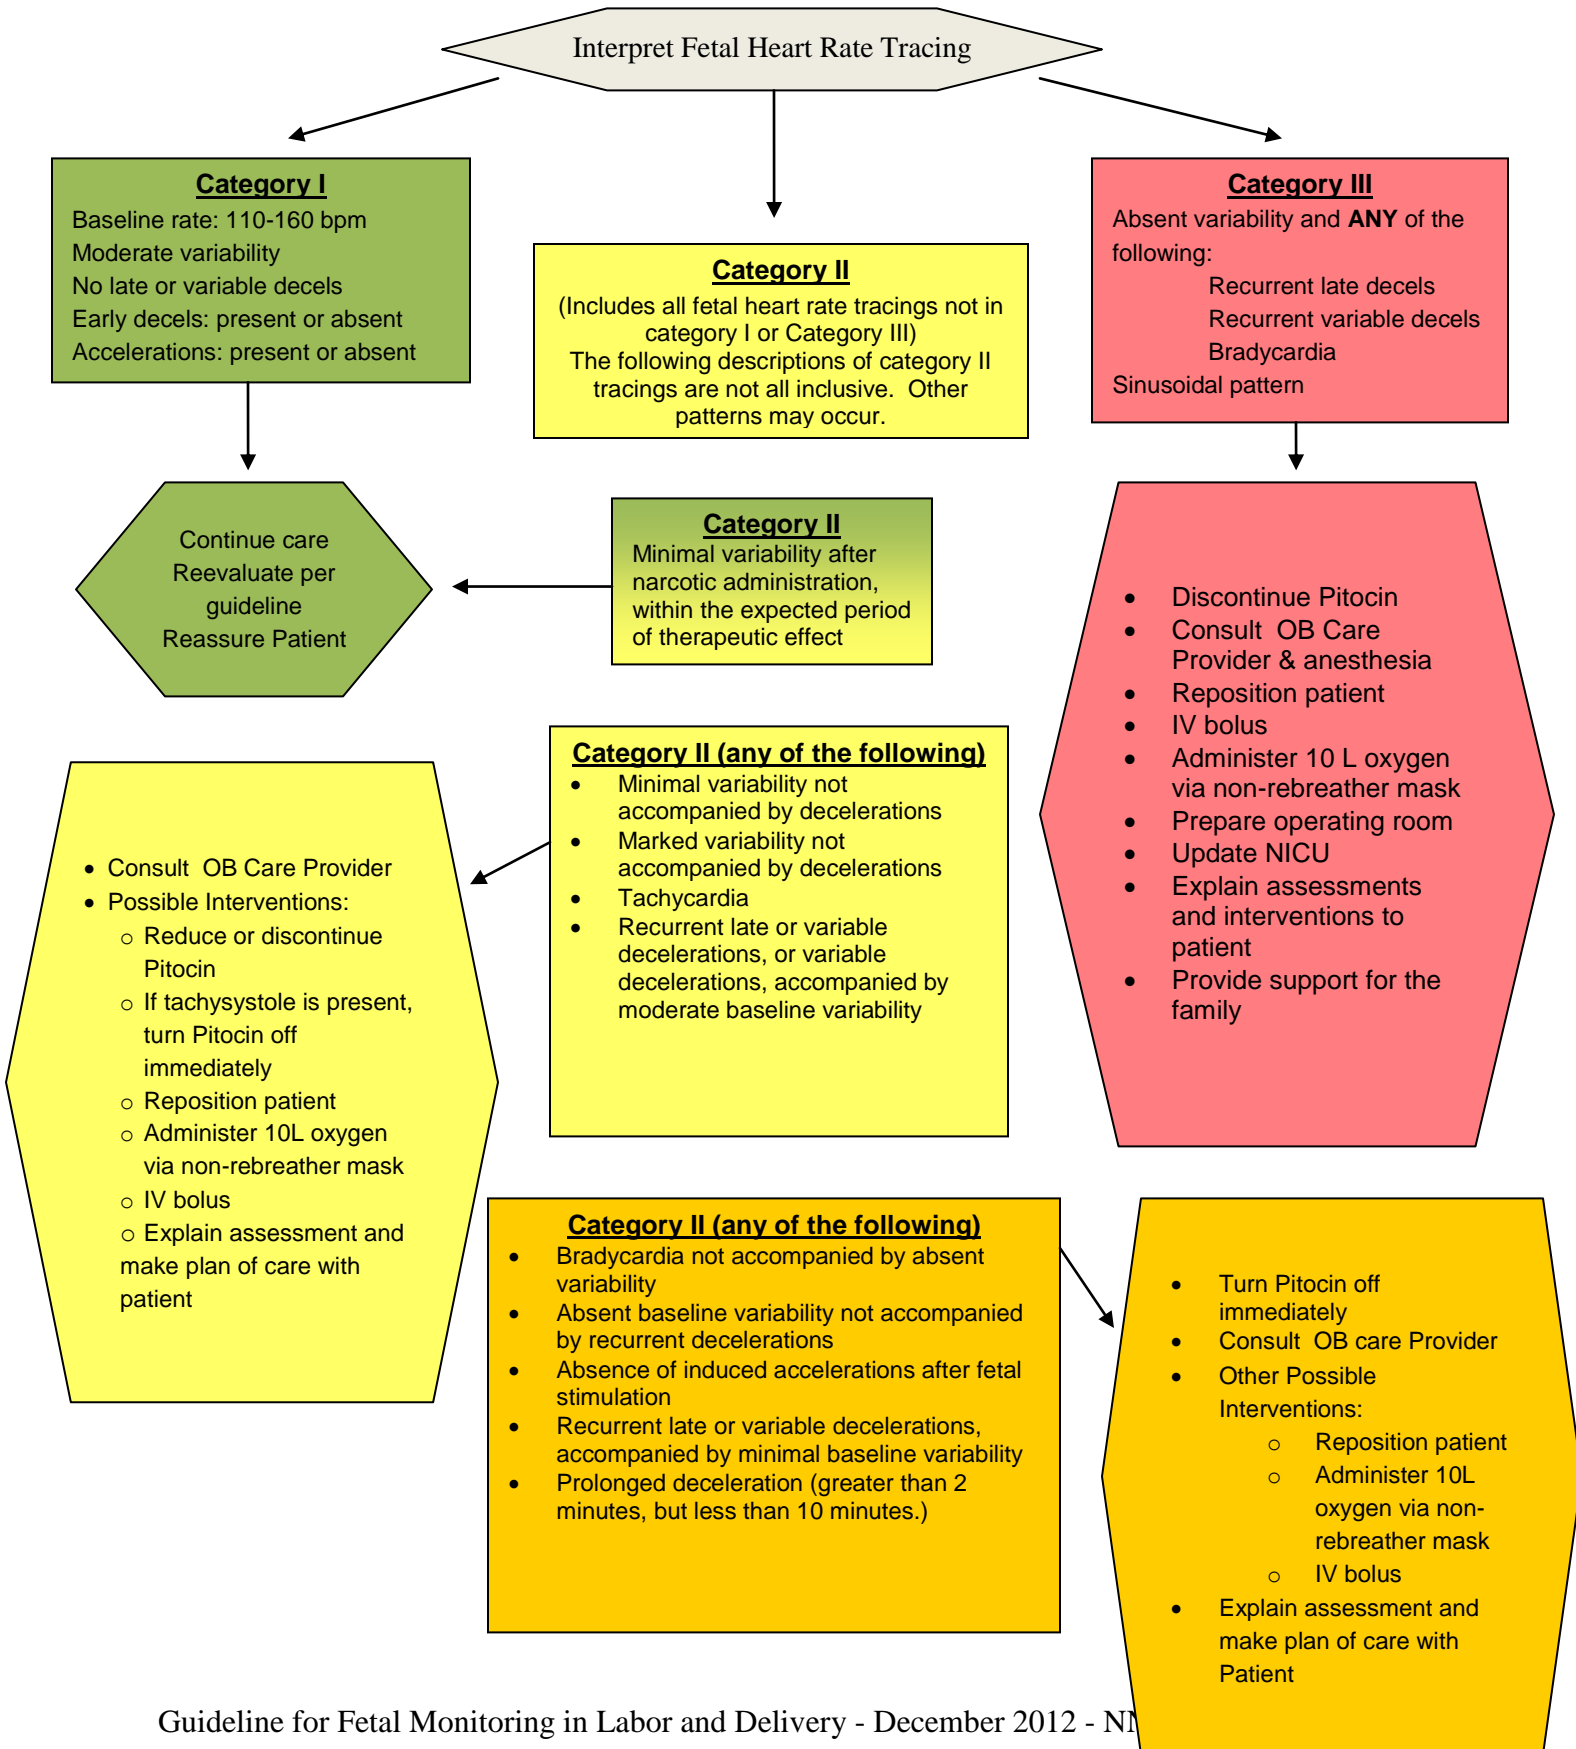 Interpret Fetal Heart Rate Tracing
Category I
Baseline rate: 110-160 bpm
Moderate variability
No late or variable decels
Early decels: present or absent
Accelerations: present or absent
Category II
(Includes all fetal heart rate tracings not in
category I or Category III)
The following descriptions of category II
tracings are not all inclusive. Other
patterns may occur.
Category III
Absent variability and ANY of the
following:
Recurrent late decels
Recurrent variable decels
Bradycardia
Sinusoidal pattern
Continue care
Reevaluate per
guideline
Reassure Patient
Category II
Minimal variability after
narcotic administration,
within the expected period
of therapeutic effect
• Discontinue Pitocin
• Consult OB Care
Provider & anesthesia
• Reposition patient
• IV bolus
• Administer 10 L oxygen
via non-rebreather mask
• Prepare operating room
• Update NICU
• Explain assessments
and interventions to
patient
• Provide support for the
family
Category II (any of the following)
• Minimal variability not
accompanied by decelerations
• Marked variability not
accompanied by decelerations
• Tachycardia
• Recurrent late or variable
decelerations, or variable
decelerations, accompanied by
moderate baseline variability
• Consult OB Care Provider
• Possible Interventions:
o Reduce or discontinue
Pitocin
o If tachysystole is present,
turn Pitocin off
immediately
o Reposition patient
o Administer 10L oxygen
via non-rebreather mask
o IV bolus
o Explain assessment and
make plan of care with
patient
Category II (any of the following)
• Bradycardia not accompanied by absent
variability
• Absent baseline variability not accompanied
by recurrent decelerations
• Absence of induced accelerations after fetal
stimulation
• Recurrent late or variable decelerations,
accompanied by minimal baseline variability
• Prolonged deceleration (greater than 2
minutes, but less than 10 minutes.)
• Turn Pitocin off
immediately
• Consult OB care Provider
• Other Possible
Interventions:
o Reposition patient
o Administer 10L
oxygen via non-
rebreather mask
o IV bolus
• Explain assessment and
make plan of care with
Patient
Guideline for Fetal Monitoring in Labor and Delivery - December 2012 -